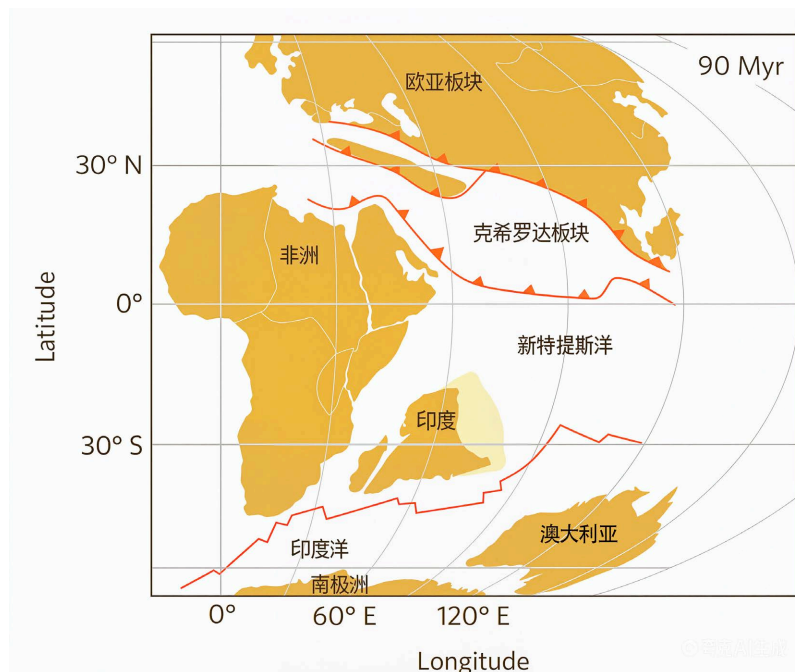 90 Myr
欧亚板块
30° N
克希罗达板块
非洲
Latitude
0°
新特提斯洋
印度
30° S
澳大利亚
印度洋
南极洲
0°
60° E
120° E
Longitude